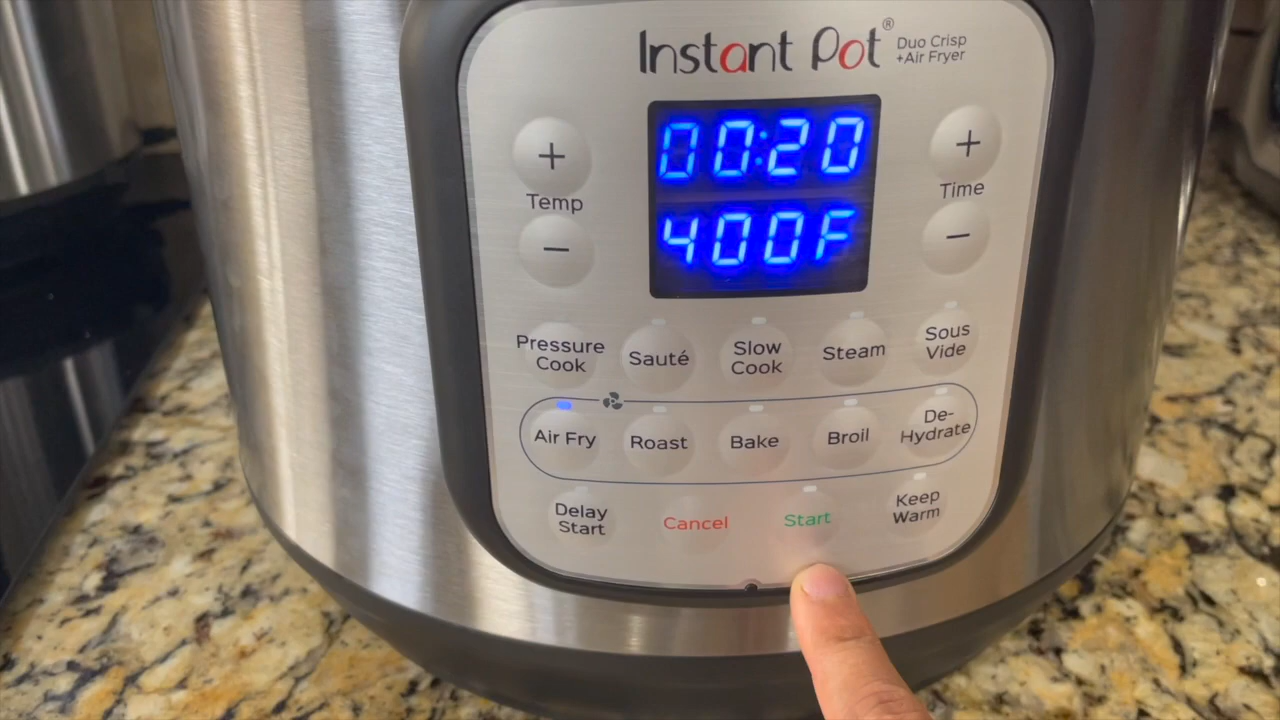 Instant Pot®
Duo Crisp
+Air Fryer
00:20
400F
+
Temp
−
+
Time
−
Pressure
Cook
Sauté
Slow
Cook
Steam
Sous
Vide
Air Fry
Roast
Bake
Broil
De-
Hydrate
Delay
Start
Cancel
Start
Keep
Warm